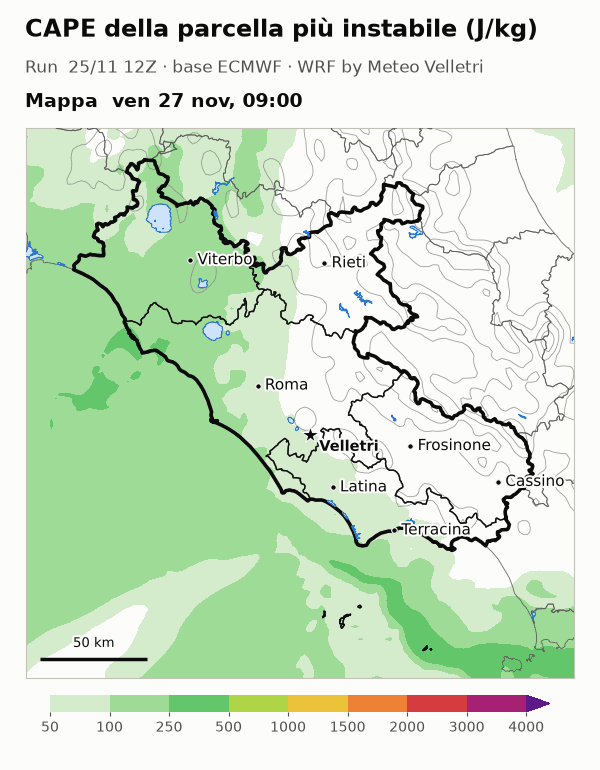 CAPE della parcella più instabile (J/kg)
Run  25/11 12Z · base ECMWF · WRF by Meteo Velletri
Mappa  ven 27 nov, 09:00
Viterbo
Rieti
Roma
Velletri
Frosinone
Cassino
Latina
Terracina
50 km
50 100 250 500 1000 1500 2000 3000 4000